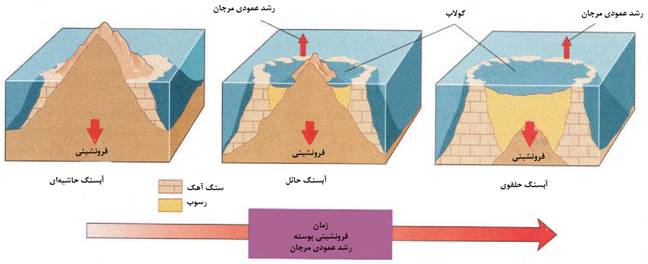 رشد عمودی مرجان
کولاب
رشد عمودی مرجان
فرونشینی
فرونشینی
فرونشینی
آبسنگ حاشیه‌ای
آبسنگ حائل
آبسنگ حلقوی
سنگ آهک
رسوب
زمان
فرونشینی پوسته
رشد عمودی مرجان